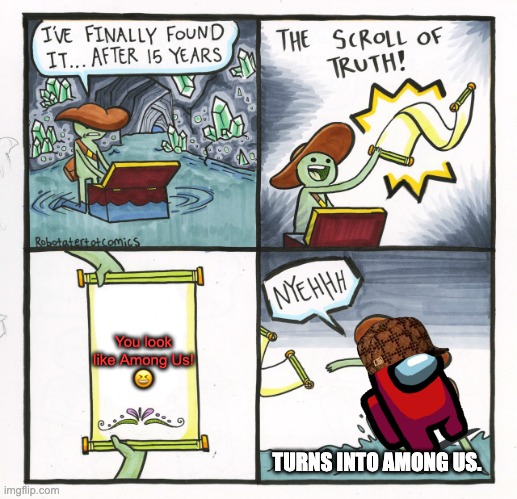 I'VE FINALLY FOUND
IT... AFTER 15 YEARS
THE SCROLL OF
TRUTH!
Robotatertotcomics
You look
like Among Us!
😆
NYEHHH
TURNS INTO AMONG US.
imgflip.com